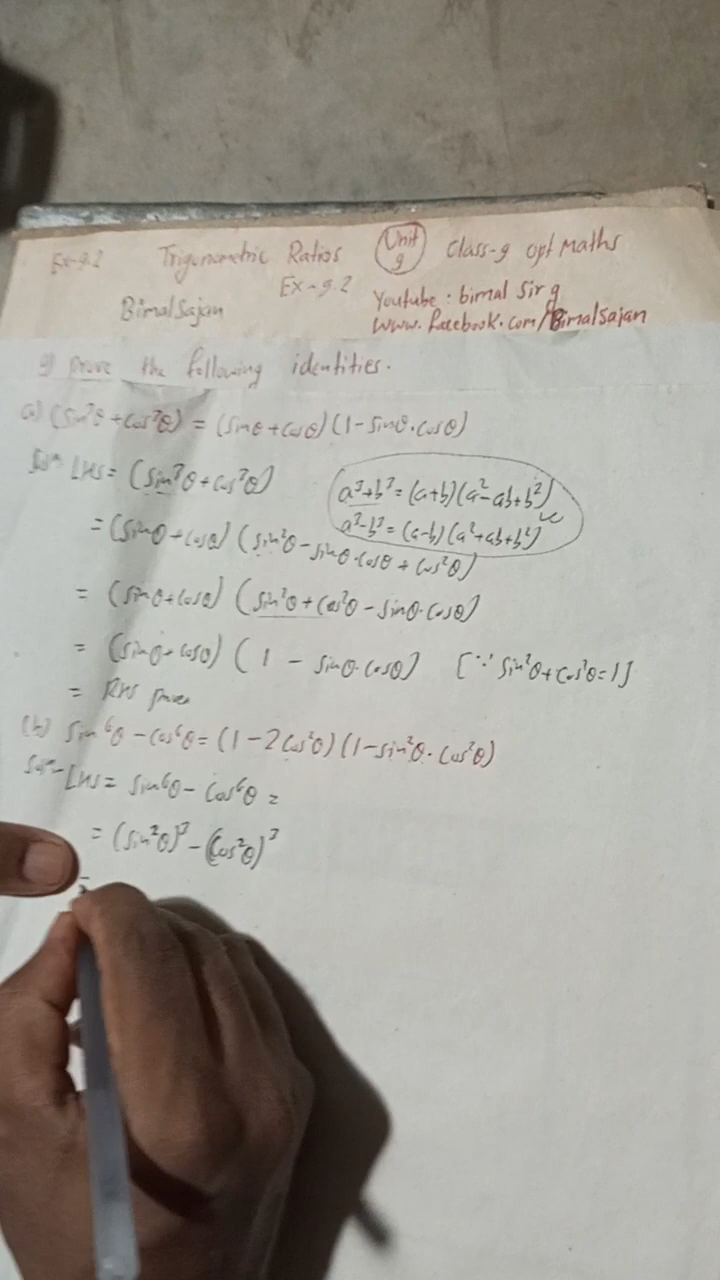 Ex-9.2 Trigonometric Ratios Unit 9 Class-9 opt Maths
Ex-9.2
BimalSajan Youtube: bimal Sir g
www.facebook.com/BimalSajan
9) prove the following identities.
a) (Sin³θ + Cos³θ) = (Sinθ + Cosθ) (1 - Sinθ.Cosθ)
Solⁿ LHS = (Sin³θ + Cos³θ)
a³+b³ = (a+b)(a²-ab+b²)
a³-b³ = (a-b)(a²+ab+b²)
= (Sinθ + Cosθ) (Sin²θ - Sinθ.Cosθ + Cos²θ)
= (Sinθ + Cosθ) (Sin²θ + Cos²θ - Sinθ.Cosθ)
= (Sinθ + Cosθ) (1 - Sinθ.Cosθ) [∵ Sin²θ + Cos²θ = 1]
= RHS proven
(b) Sin⁶θ - Cos⁶θ = (1 - 2Cos²θ) (1 - Sin²θ. Cos²θ)
Solⁿ- LHS = Sin⁶θ - Cos⁶θ =
= (Sin²θ)³ - (Cos²θ)³